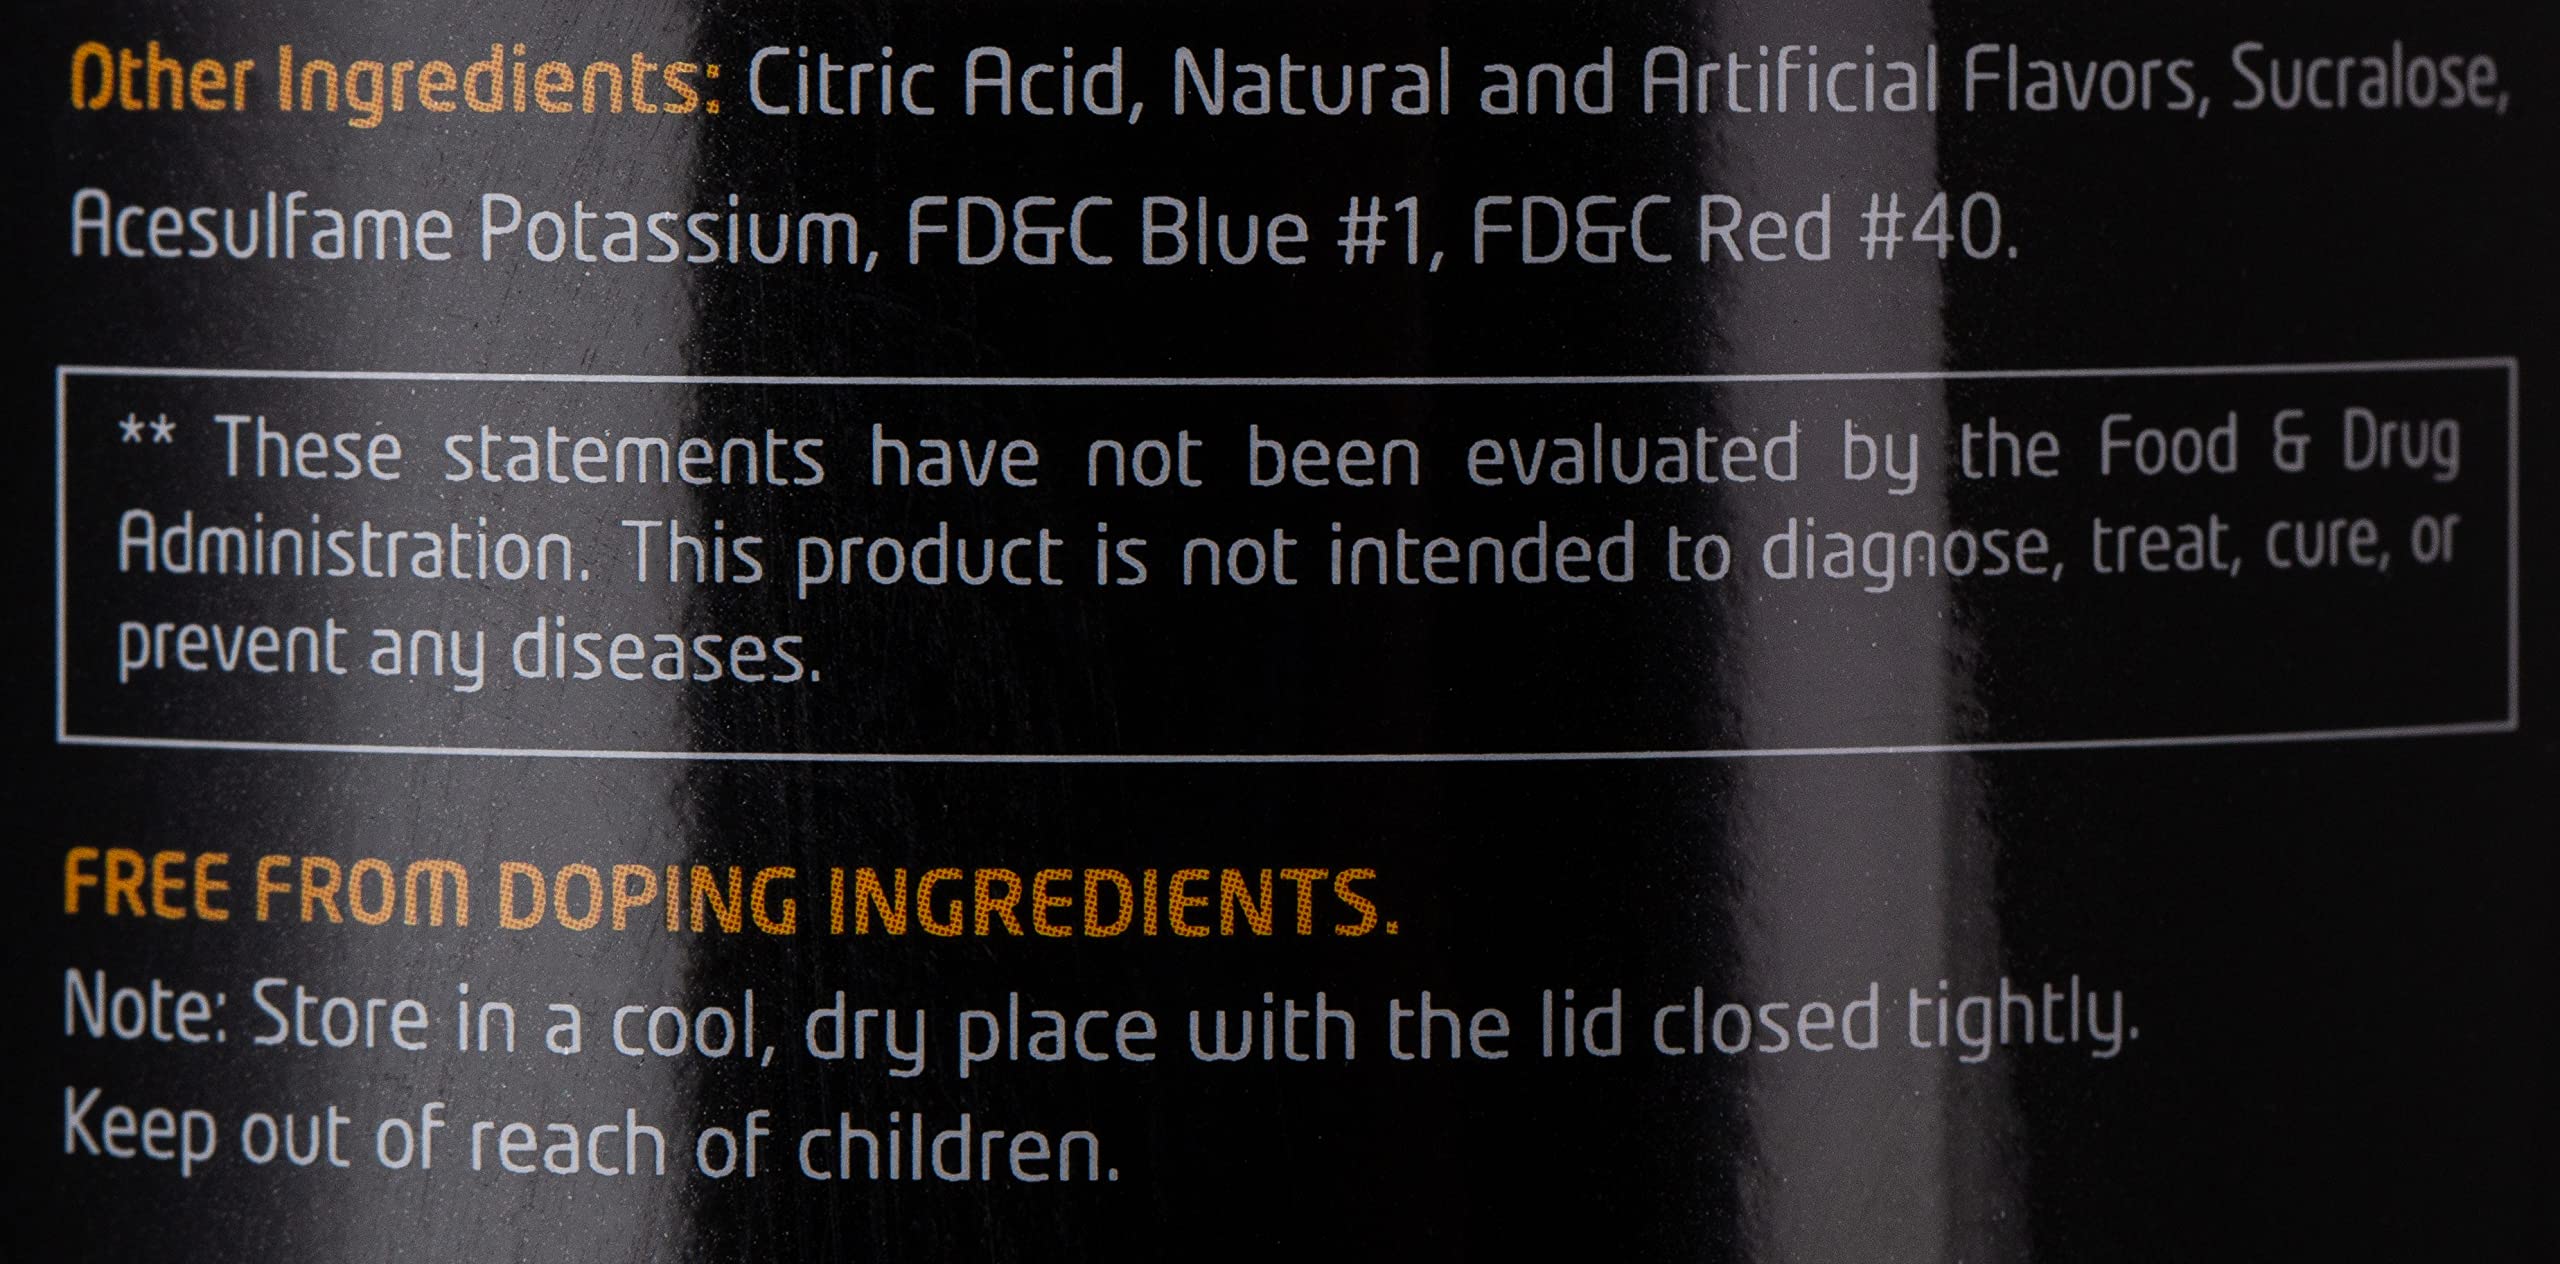 Other Ingredients: Citric Acid, Natural and Artificial Flavors, Sucralose,
Acesulfame Potassium, FD&C Blue #1, FD&C Red #40.
** These statements have not been evaluated by the Food & Drug
Administration. This product is not intended to diagnose, treat, cure, or
prevent any diseases.
FREE FROM DOPING INGREDIENTS.
Note: Store in a cool, dry place with the lid closed tightly.
Keep out of reach of children.